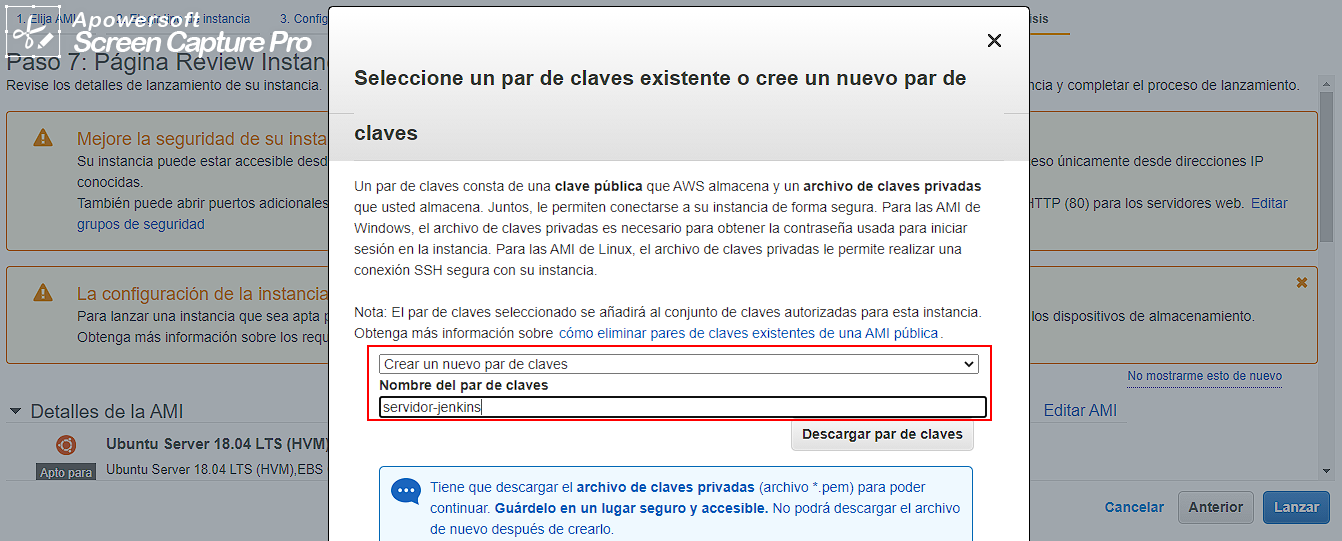 1. Elija AMI
instancia
3. Config
isis
Apowersoft
Screen Capture Pro
Paso 7: Página Review Instan
Revise los detalles de lanzamiento de su instancia.
ncia y completar el proceso de lanzamiento.
Mejore la seguridad de su insta
Su instancia puede estar accesible desd
eso únicamente desde direcciones IP
conocidas.
También puede abrir puertos adicionales
HTTP (80) para los servidores web. Editar
grupos de seguridad
La configuración de la instancia
Para lanzar una instancia que sea apta p
los dispositivos de almacenamiento.
Obtenga más información sobre los requ
No mostrarme esto de nuevo
Detalles de la AMI
Editar AMI
Ubuntu Server 18.04 LTS (HVM)
Apto para
Ubuntu Server 18.04 LTS (HVM),EBS
Cancelar
Anterior
Lanzar
Seleccione un par de claves existente o cree un nuevo par de
claves
Un par de claves consta de una clave pública que AWS almacena y un archivo de claves privadas
que usted almacena. Juntos, le permiten conectarse a su instancia de forma segura. Para las AMI de
Windows, el archivo de claves privadas es necesario para obtener la contraseña usada para iniciar
sesión en la instancia. Para las AMI de Linux, el archivo de claves privadas le permite realizar una
conexión SSH segura con su instancia.
Nota: El par de claves seleccionado se añadirá al conjunto de claves autorizadas para esta instancia.
Obtenga más información sobre cómo eliminar pares de claves existentes de una AMI pública.
Crear un nuevo par de claves
Nombre del par de claves
servidor-jenkins
Descargar par de claves
Tiene que descargar el archivo de claves privadas (archivo *.pem) para poder
continuar. Guárdelo en un lugar seguro y accesible. No podrá descargar el archivo
de nuevo después de crearlo.